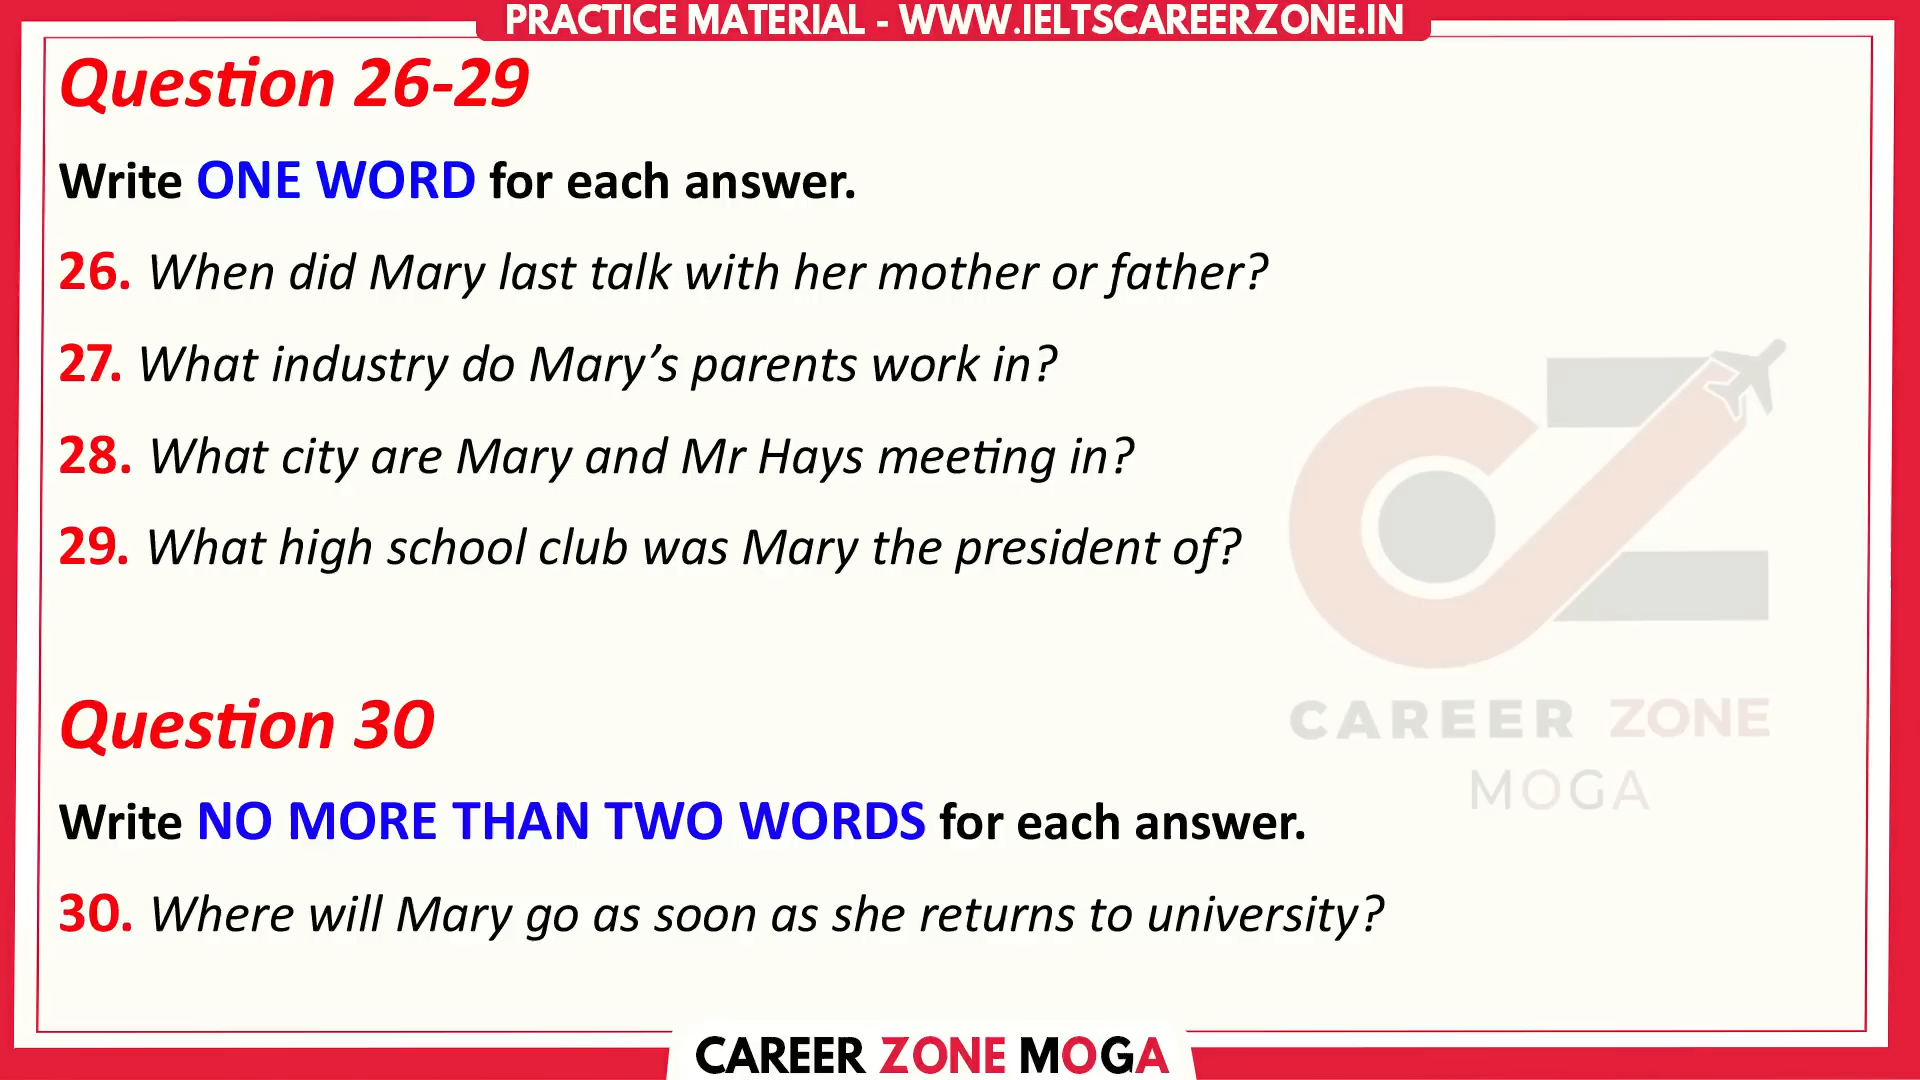 PRACTICE MATERIAL - WWW.IELTSCAREERZONE.IN
Question 26-29
Write ONE WORD for each answer.
26. When did Mary last talk with her mother or father?
27. What industry do Mary’s parents work in?
28. What city are Mary and Mr Hays meeting in?
29. What high school club was Mary the president of?
CAREER ZONE
MOGA
Question 30
Write NO MORE THAN TWO WORDS for each answer.
30. Where will Mary go as soon as she returns to university?
CAREER ZONE MOGA